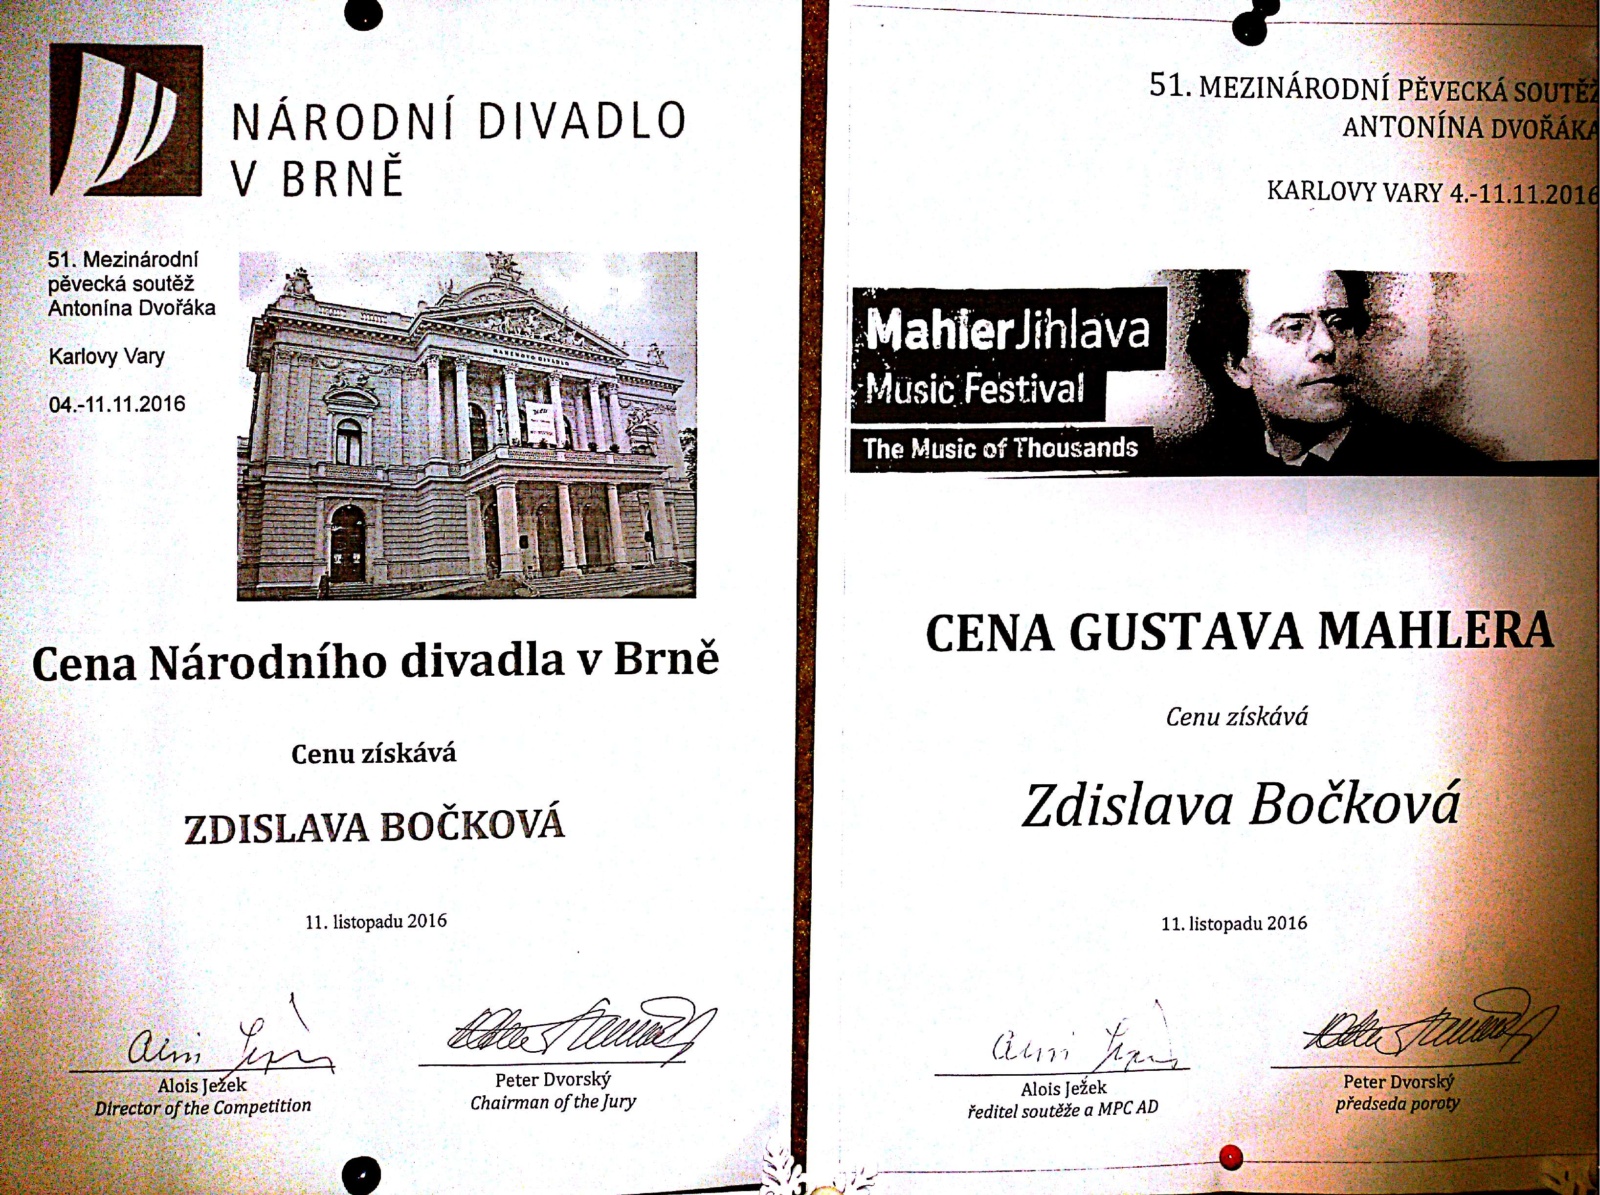 NÁRODNÍ DIVADLO
V BRNĚ
51. Mezinárodní
pěvecká soutěž
Antonína Dvořáka
Karlovy Vary
04.-11.11.2016
Cena Národního divadla v Brně
Cenu získává
ZDISLAVA BOČKOVÁ
11. listopadu 2016
Alois Ježek
Director of the Competition
Peter Dvorský
Chairman of the Jury
51. MEZINÁRODNÍ PĚVECKÁ SOUTĚŽ
ANTONÍNA DVOŘÁKA
KARLOVY VARY 4.-11.11.2016
MahlerJihlava
Music Festival
The Music of Thousands
CENA GUSTAVA MAHLERA
Cenu získává
Zdislava Bočková
11. listopadu 2016
Alois Ježek
ředitel soutěže a MPC AD
Peter Dvorský
předseda poroty